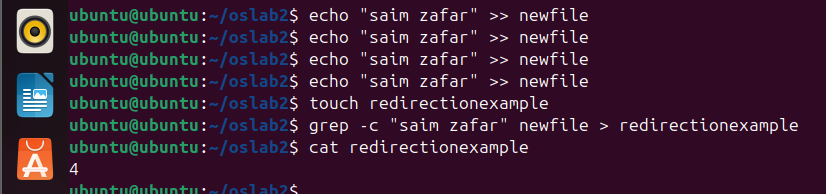 ubuntu@ubuntu:~/oslab2$ echo "saim zafar" >> newfile
ubuntu@ubuntu:~/oslab2$ echo "saim zafar" >> newfile
ubuntu@ubuntu:~/oslab2$ echo "saim zafar" >> newfile
ubuntu@ubuntu:~/oslab2$ echo "saim zafar" >> newfile
ubuntu@ubuntu:~/oslab2$ touch redirectionexample
ubuntu@ubuntu:~/oslab2$ grep -c "saim zafar" newfile > redirectionexample
ubuntu@ubuntu:~/oslab2$ cat redirectionexample
4
ubuntu@ubuntu:~/oslab2$